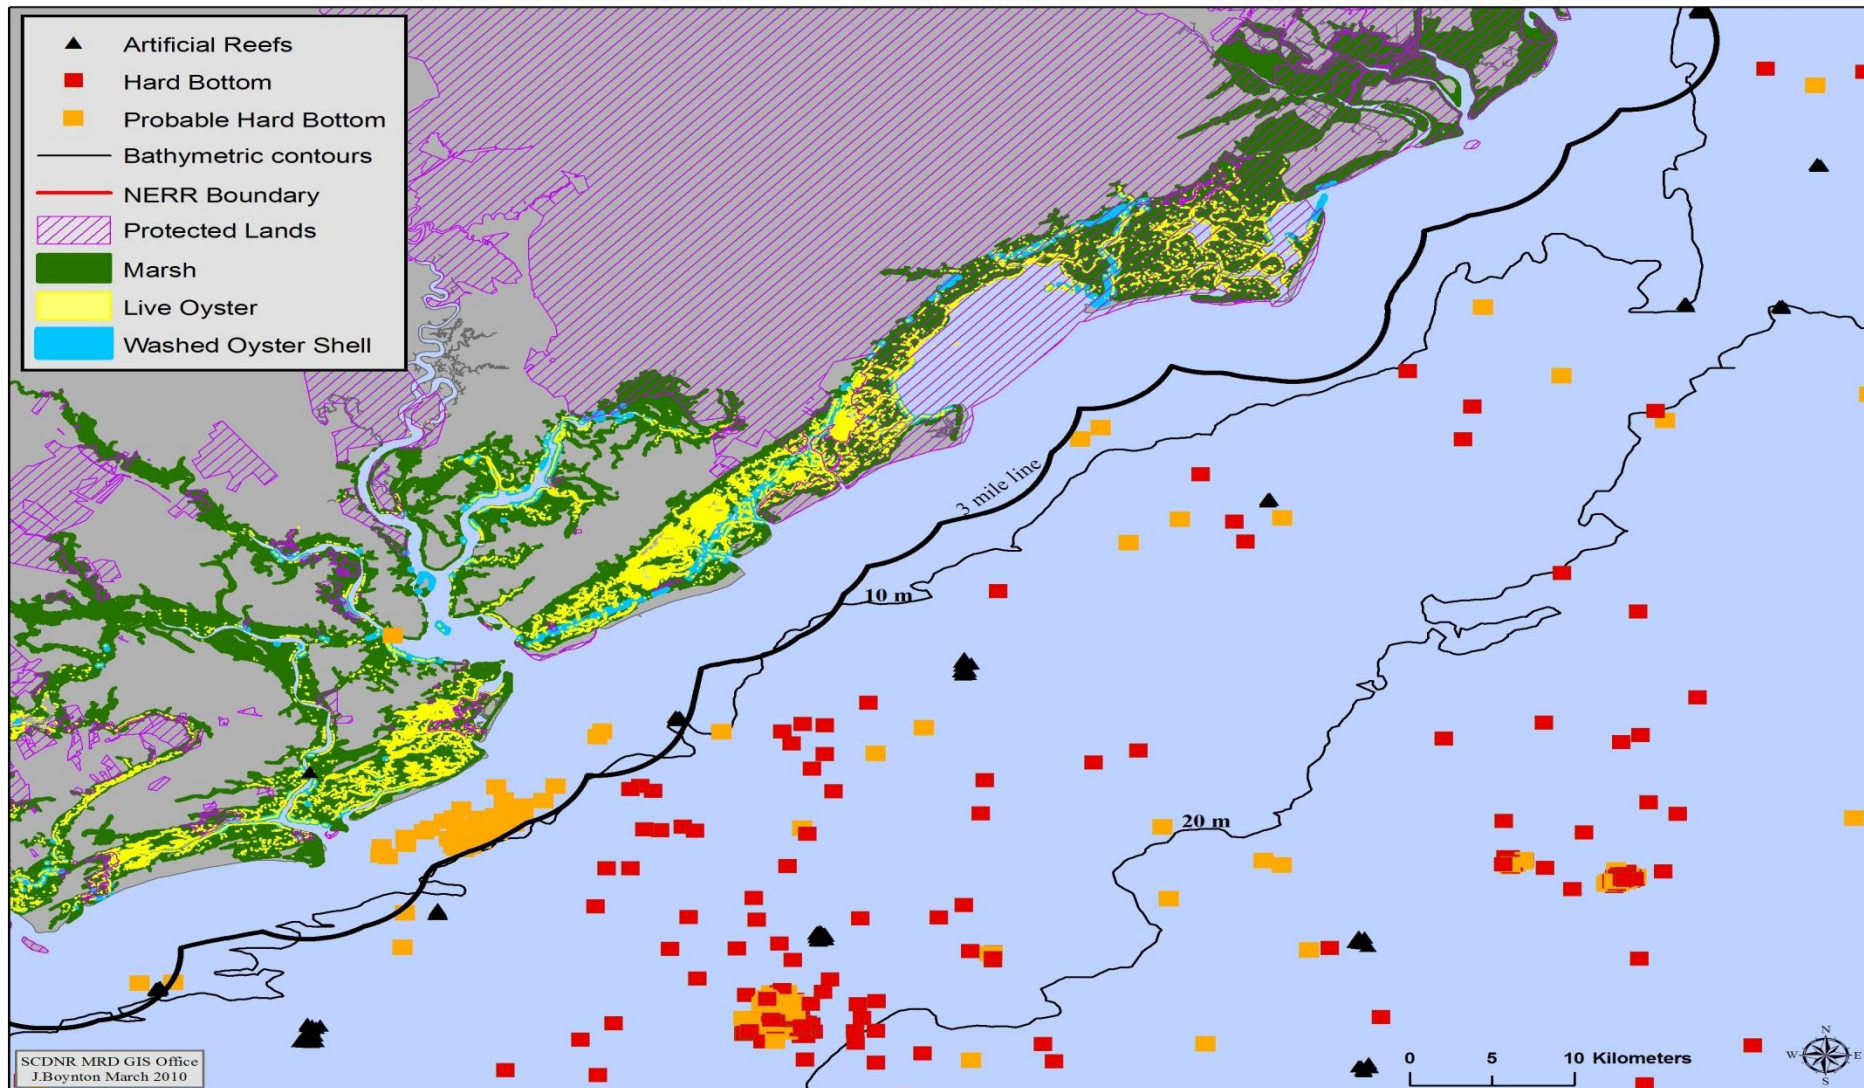 Artificial Reefs
Hard Bottom
Probable Hard Bottom
Bathymetric contours
NERR Boundary
Protected Lands
Marsh
Live Oyster
Washed Oyster Shell
3 mile line
10 m
20 m
SCDNR MRD GIS Office
J.Boynton March 2010
0 5 10 Kilometers
N
W E
S